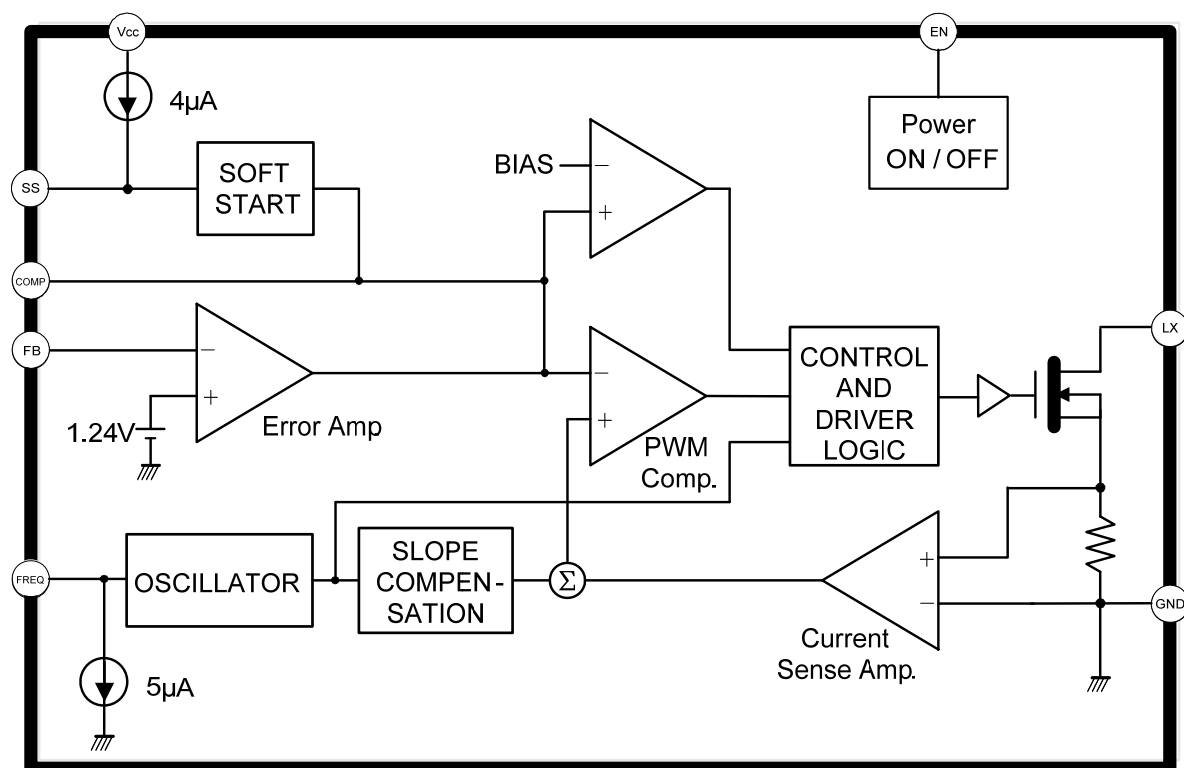 Vcc
EN
4µA
Power
ON / OFF
SOFT
START
BIAS
−
+
SS
COMP
FB
−
+
1.24V
Error Amp
−
+
PWM
Comp.
CONTROL
AND
DRIVER
LOGIC
LX
FREQ
OSCILLATOR
SLOPE
COMPEN-
SATION
Σ
+
−
Current
Sense Amp.
GND
5µA